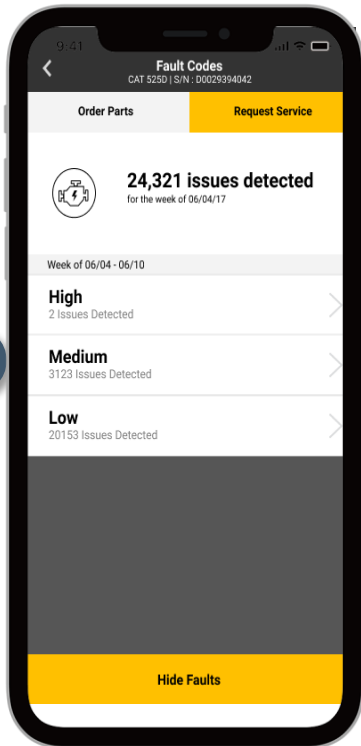 9:41
Fault Codes
CAT 525D | S/N : D0029394042
Order Parts
Request Service
24,321 issues detected
for the week of 06/04/17
Week of 06/04 - 06/10
High
2 Issues Detected
Medium
3123 Issues Detected
Low
20153 Issues Detected
Hide Faults